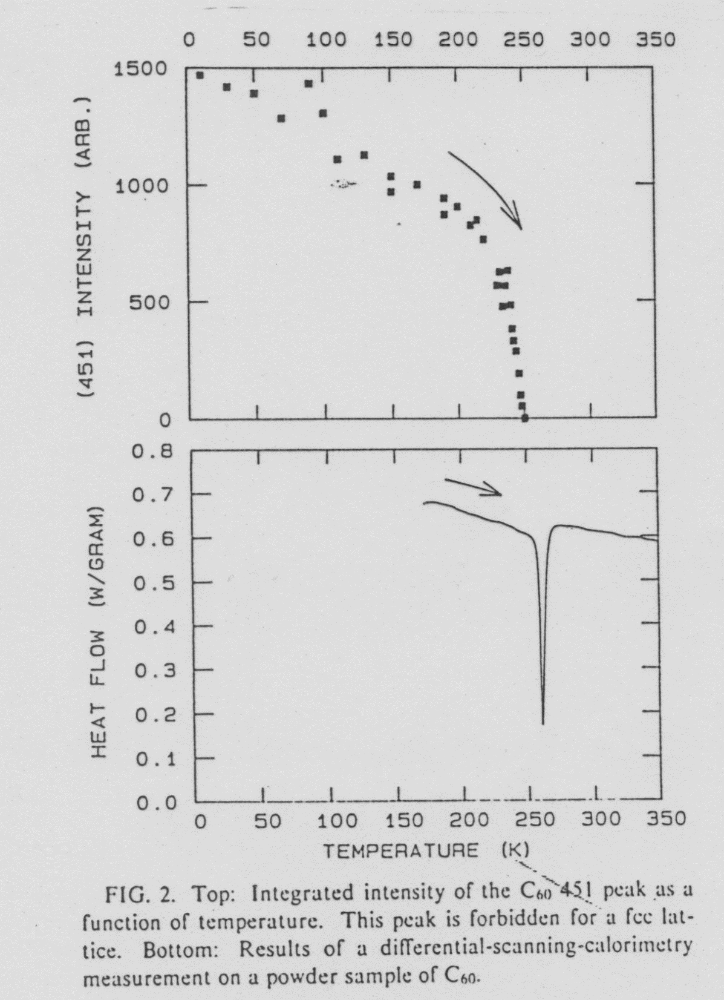 0 50 100 150 200 250 300 350
1500
1000
500
0
(451) INTENSITY (ARB.)
0.8
0.7
0.6
0.5
0.4
0.3
0.2
0.1
0.0
HEAT FLOW (W/GRAM)
0 50 100 150 200 250 300 350
TEMPERATURE (K)
FIG. 2. Top: Integrated intensity of the C₆₀ 451 peak as a
function of temperature. This peak is forbidden for a fcc lat-
tice. Bottom: Results of a differential-scanning-calorimetry
measurement on a powder sample of C₆₀.